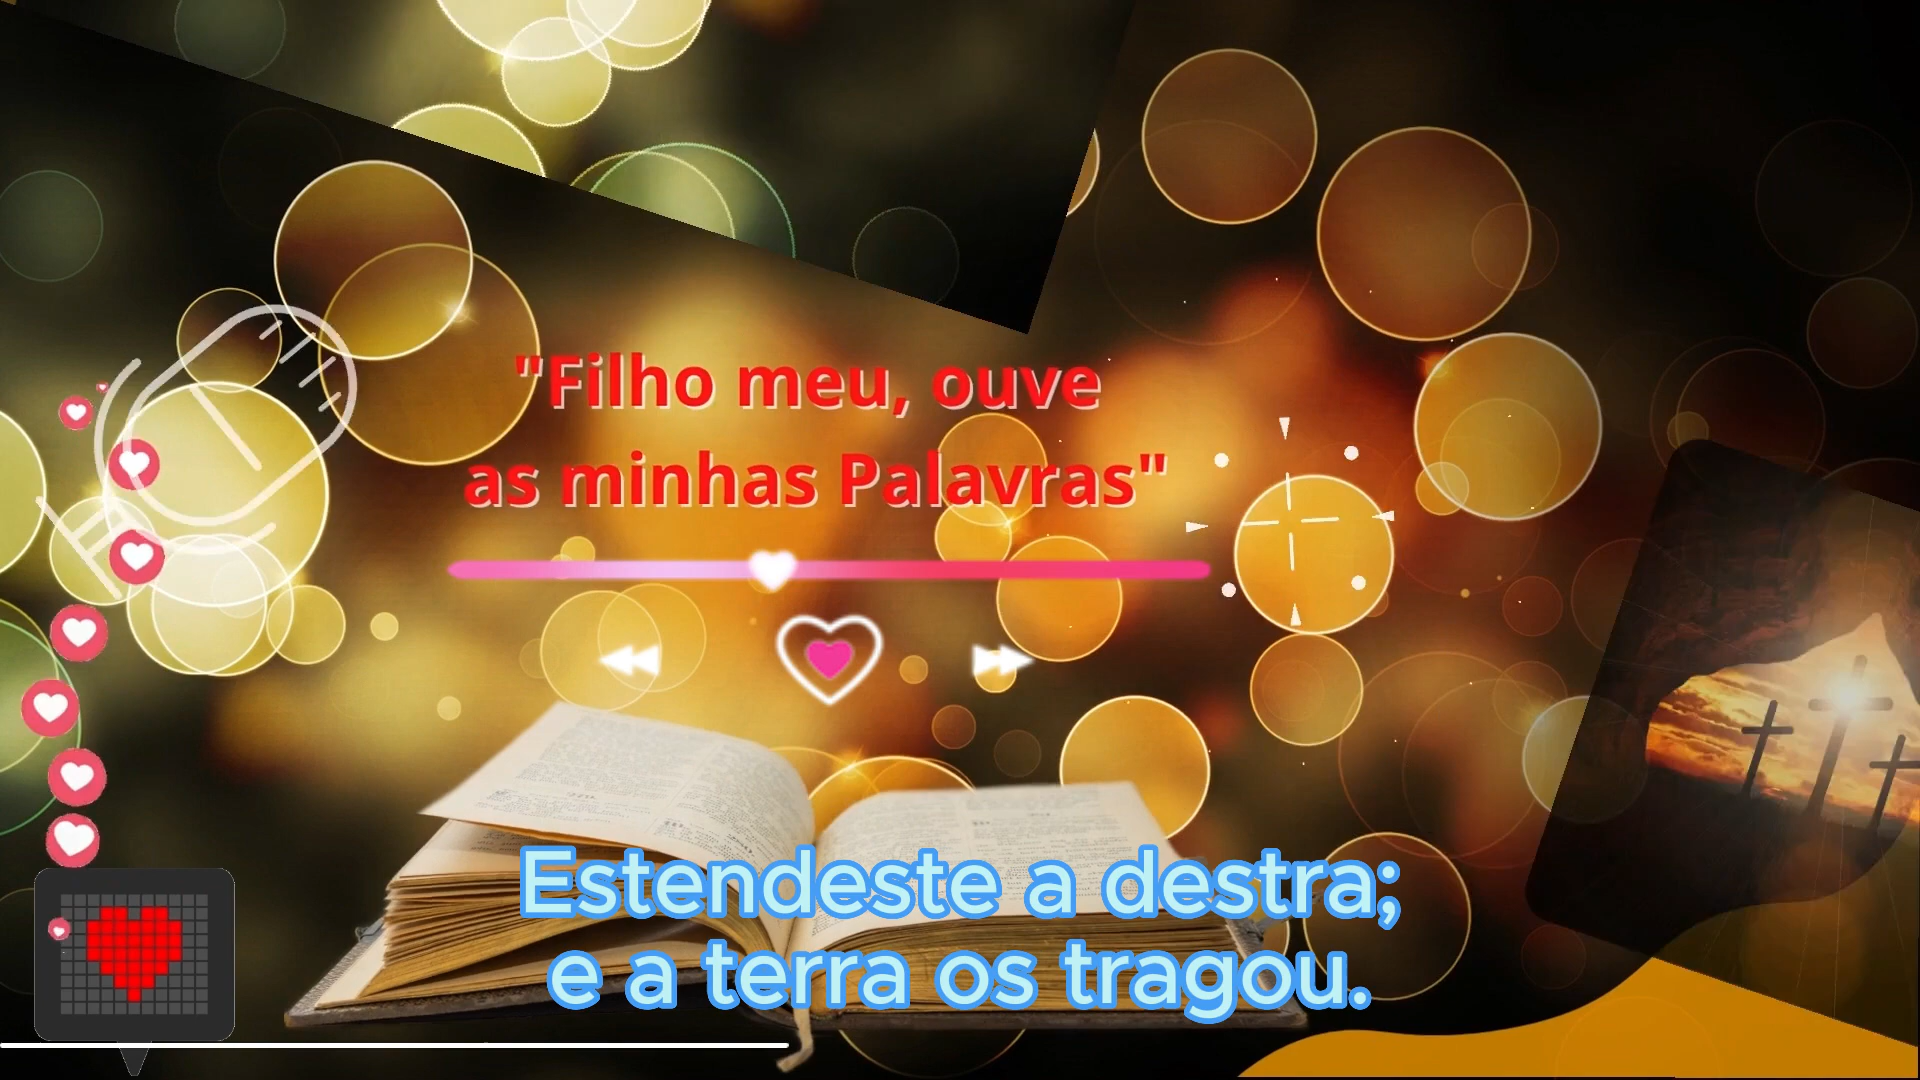 "Filho meu, ouve
as minhas Palavras"
Estendeste a destra;
e a terra os tragou.